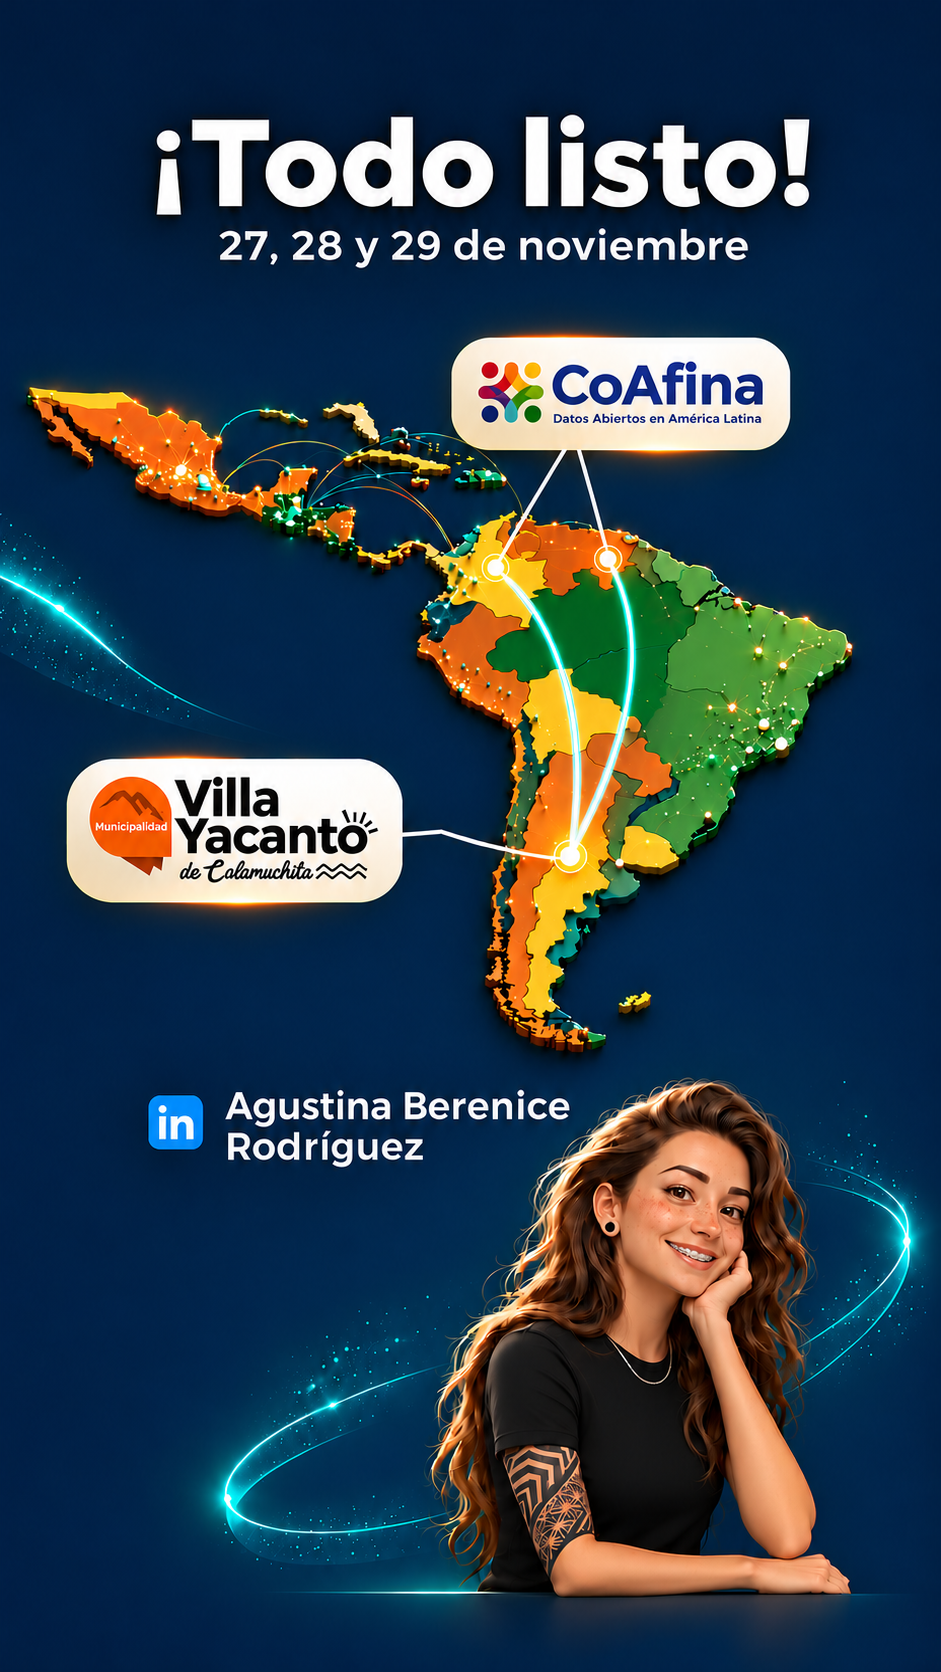 ¡Todo listo!
27, 28 y 29 de noviembre
CoAfina
Datos Abiertos en América Latina
Municipalidad
Villa
Yacanto
de Calamuchita
in
Agustina Berenice
Rodríguez